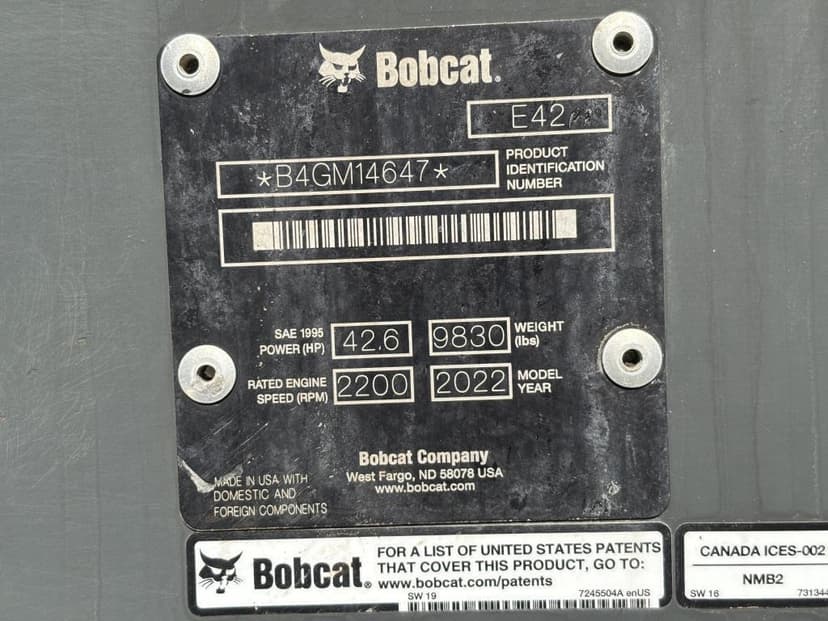 Bobcat®
E42
*B4GM14647*
PRODUCT
IDENTIFICATION
NUMBER
SAE 1995
POWER (HP)
42.6
9830
WEIGHT
(lbs)
RATED ENGINE
SPEED (RPM)
2200
2022
MODEL
YEAR
Bobcat Company
West Fargo, ND 58078 USA
www.bobcat.com
MADE IN USA WITH
DOMESTIC AND
FOREIGN COMPONENTS
Bobcat®
FOR A LIST OF UNITED STATES PATENTS
THAT COVER THIS PRODUCT, GO TO:
www.bobcat.com/patents
SW 19
7245504A enUS
CANADA ICES-002
NMB2
SW 16